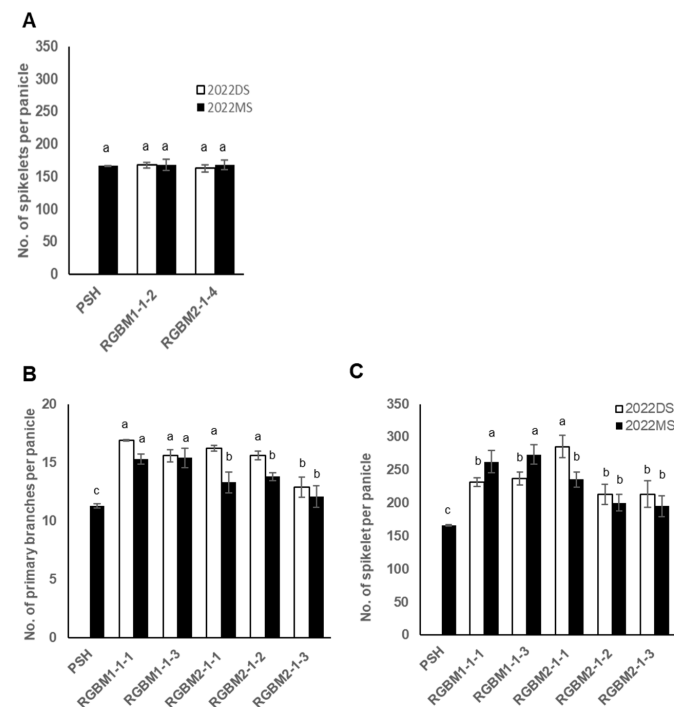 A
No. of spikelets per panicle
350
300
250
200
150
100
50
0
2022DS
2022MS
a
a a
a a
PSH
RGBM1-1-2
RGBM2-1-4
B
No. of primary branches per panicle
20
15
10
5
0
c
a a
a a
a b
a b
b b
PSH
RGBM1-1-1
RGBM1-1-3
RGBM2-1-1
RGBM2-1-2
RGBM2-1-3
C
No. of spikelet per panicle
350
300
250
200
150
100
50
0
2022DS
2022MS
c
b a
b a
a b
b b
b b
PSH
RGBM1-1-1
RGBM1-1-3
RGBM2-1-1
RGBM2-1-2
RGBM2-1-3